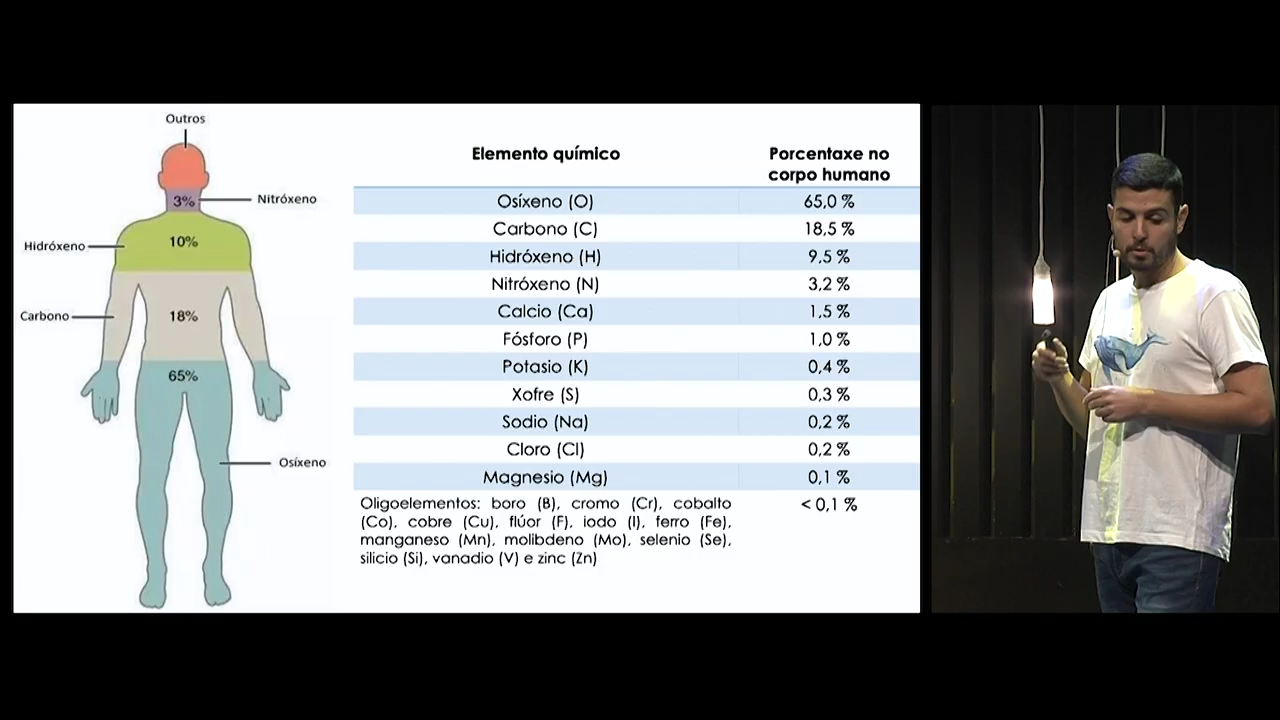 Outros
Nitróxeno
3%
Hidróxeno
10%
Carbono
18%
65%
Osíxeno
Elemento químico
Porcentaxe no
corpo humano
Osíxeno (O) 65,0 %
Carbono (C) 18,5 %
Hidróxeno (H) 9,5 %
Nitróxeno (N) 3,2 %
Calcio (Ca) 1,5 %
Fósforo (P) 1,0 %
Potasio (K) 0,4 %
Xofre (S) 0,3 %
Sodio (Na) 0,2 %
Cloro (Cl) 0,2 %
Magnesio (Mg) 0,1 %
Oligoelementos: boro (B), cromo (Cr), cobalto < 0,1 %
(Co), cobre (Cu), flúor (F), iodo (I), ferro (Fe),
manganeso (Mn), molibdeno (Mo), selenio (Se),
silicio (Si), vanadio (V) e zinc (Zn)